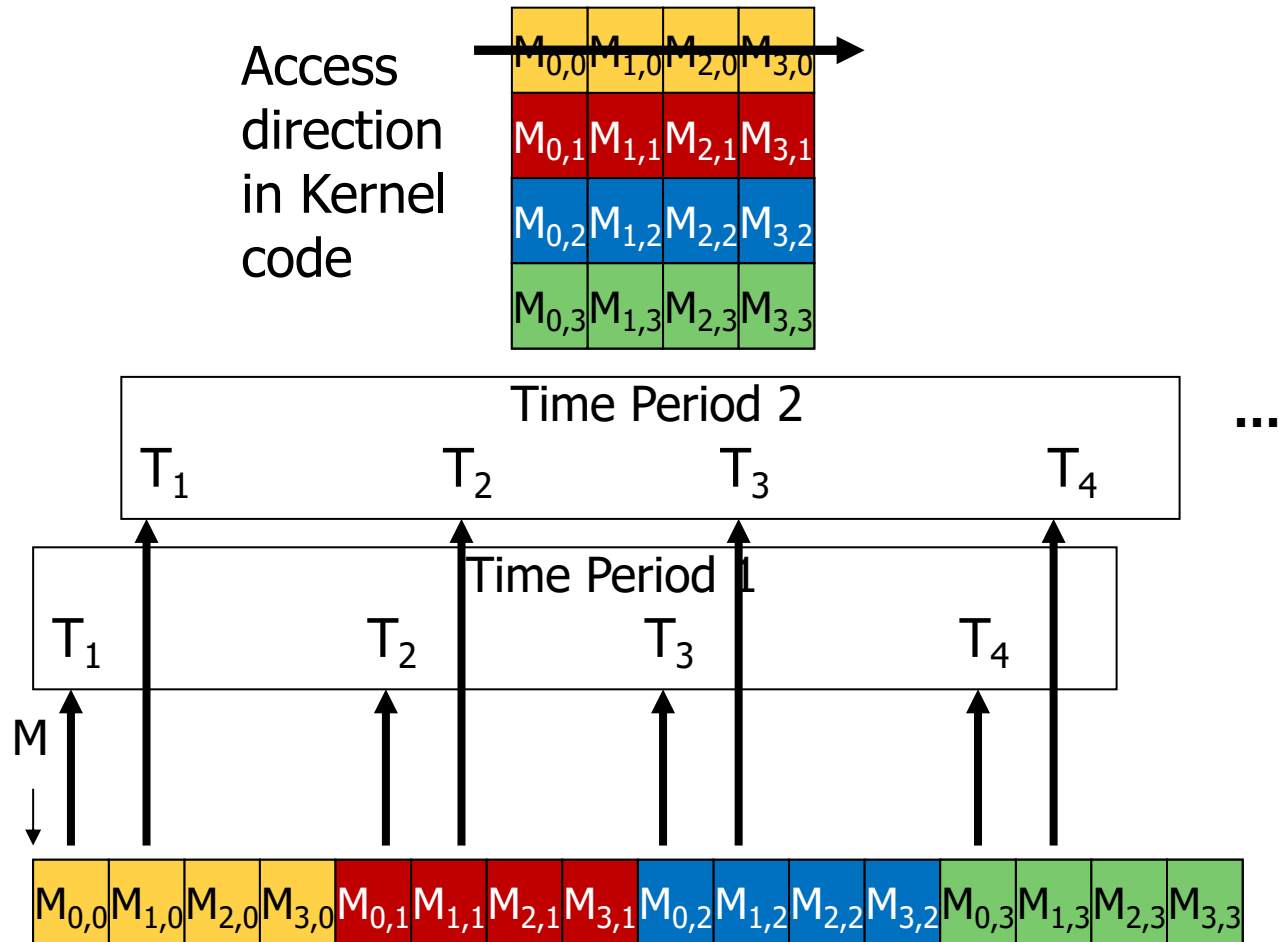 Access
direction
in Kernel
code
M0,0 M1,0 M2,0 M3,0
M0,1 M1,1 M2,1 M3,1
M0,2 M1,2 M2,2 M3,2
M0,3 M1,3 M2,3 M3,3
Time Period 2
...
T1 T2 T3 T4
Time Period 1
T1 T2 T3 T4
M
M0,0 M1,0 M2,0 M3,0 M0,1 M1,1 M2,1 M3,1 M0,2 M1,2 M2,2 M3,2 M0,3 M1,3 M2,3 M3,3